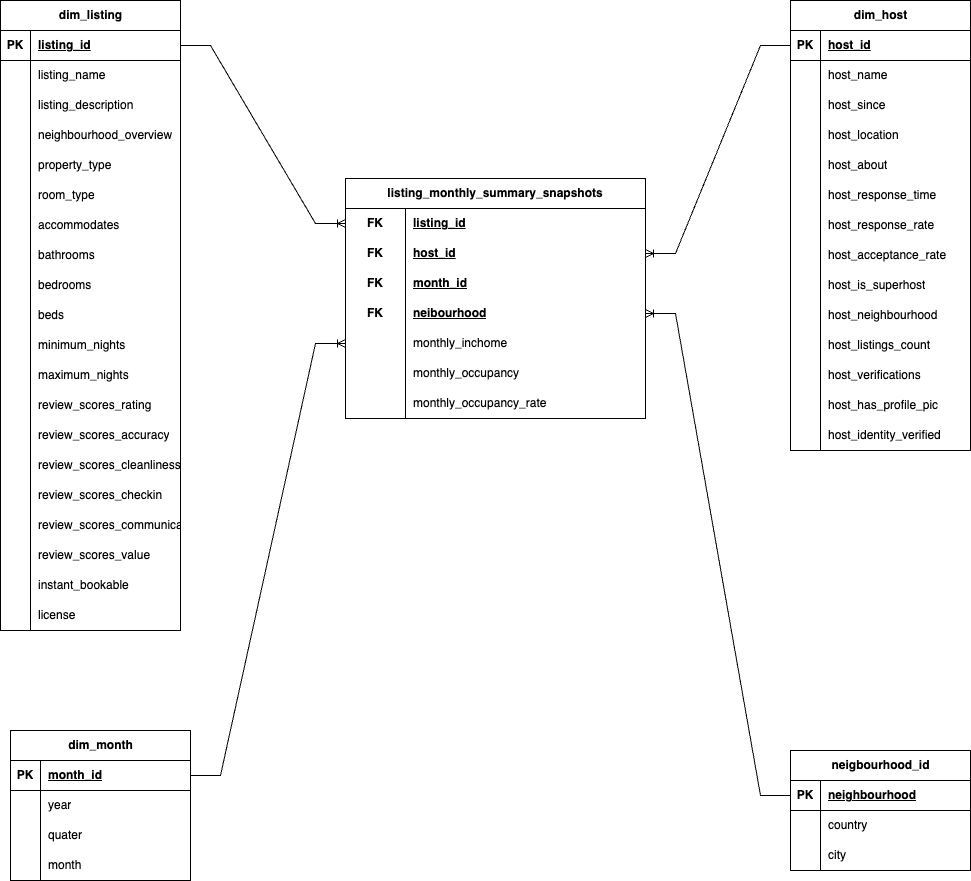 dim_listing
PK listing_id
listing_name
listing_description
neighbourhood_overview
property_type
room_type
accommodates
bathrooms
bedrooms
beds
minimum_nights
maximum_nights
review_scores_rating
review_scores_accuracy
review_scores_cleanliness
review_scores_checkin
review_scores_communica
review_scores_value
instant_bookable
license
listing_monthly_summary_snapshots
FK listing_id
FK host_id
FK month_id
FK neibourhood
monthly_inchome
monthly_occupancy
monthly_occupancy_rate
dim_host
PK host_id
host_name
host_since
host_location
host_about
host_response_time
host_response_rate
host_acceptance_rate
host_is_superhost
host_neighbourhood
host_listings_count
host_verifications
host_has_profile_pic
host_identity_verified
dim_month
PK month_id
year
quater
month
neigbourhood_id
PK neighbourhood
country
city